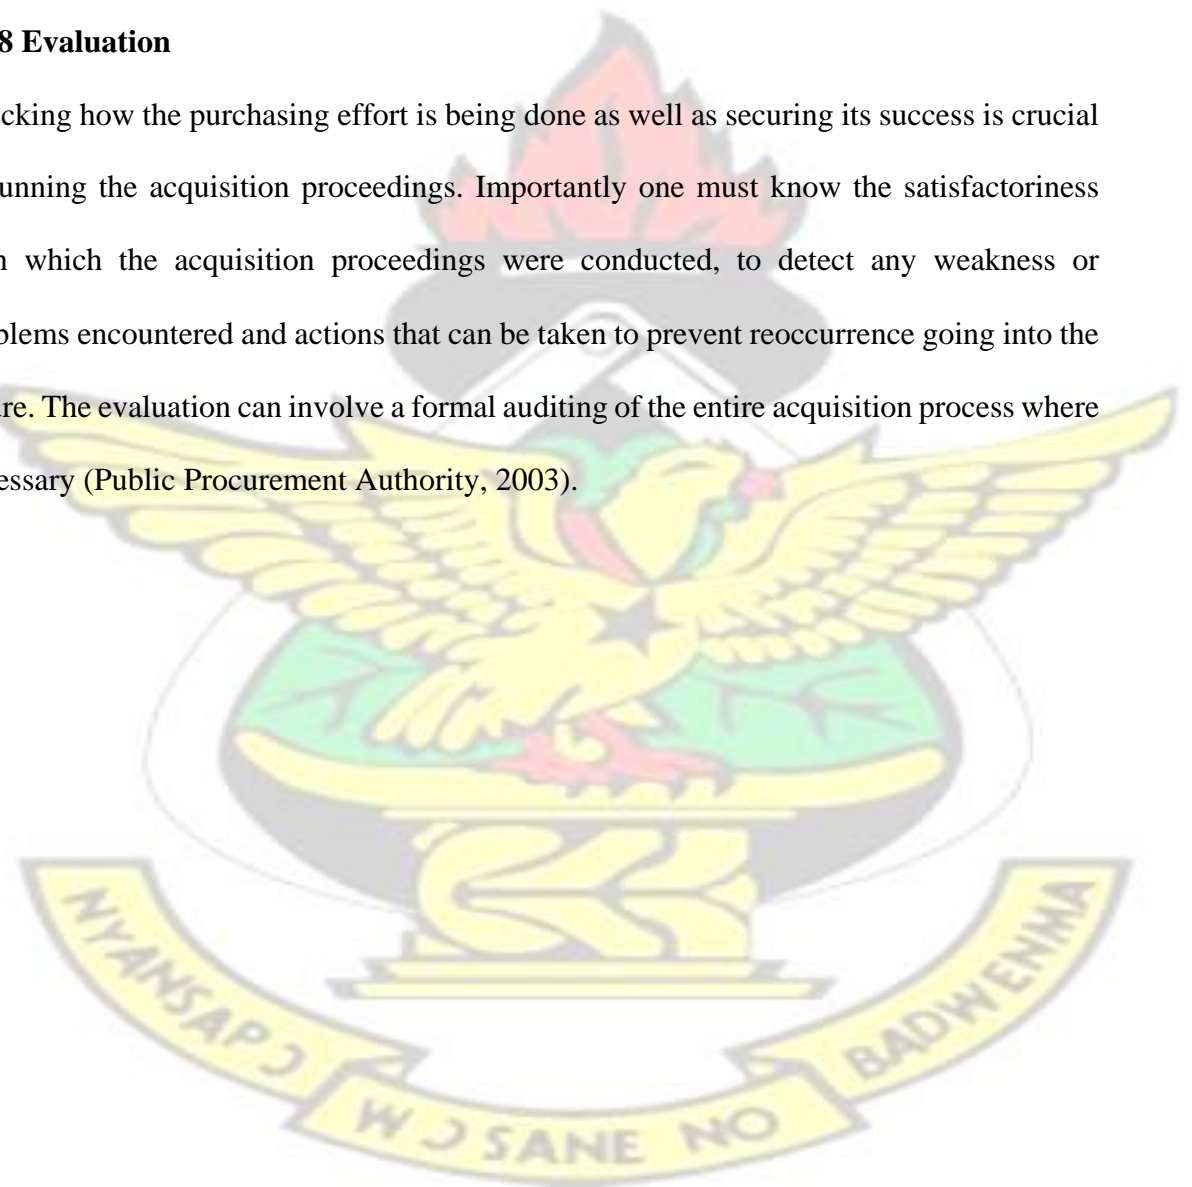 8 Evaluation
cking how the purchasing effort is being done as well as securing its success is crucial
unning the acquisition proceedings. Importantly one must know the satisfactoriness
n which the acquisition proceedings were conducted, to detect any weakness or
blems encountered and actions that can be taken to prevent reoccurrence going into the
ure. The evaluation can involve a formal auditing of the entire acquisition process where
essary (Public Procurement Authority, 2003).
NYANSAPƆ
WƆ SANE NO
BADWENMA